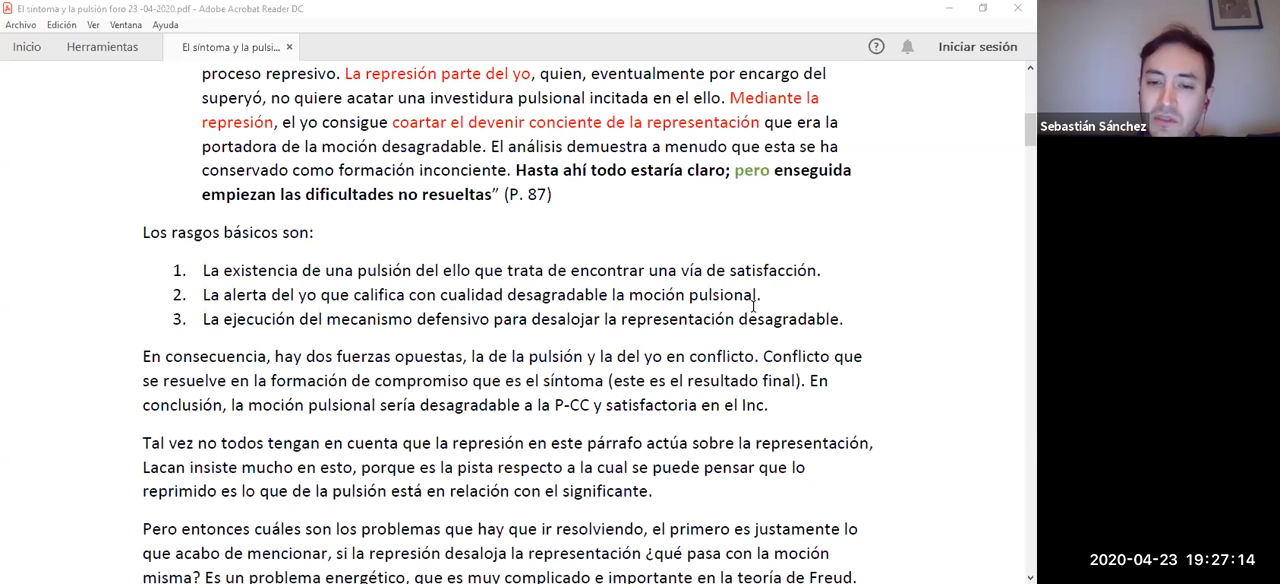 El síntoma y la pulsión foro 23 -04-2020.pdf - Adobe Acrobat Reader DC
Archivo Edición Ver Ventana Ayuda
Inicio Herramientas El síntoma y la pulsi... × Iniciar sesión
proceso represivo. La represión parte del yo, quien, eventualmente por encargo del
superyó, no quiere acatar una investidura pulsional incitada en el ello. Mediante la
represión, el yo consigue coartar el devenir conciente de la representación que era la
portadora de la moción desagradable. El análisis demuestra a menudo que esta se ha
conservado como formación inconciente. Hasta ahí todo estaría claro; pero enseguida
empiezan las dificultades no resueltas” (P. 87)
Los rasgos básicos son:
1. La existencia de una pulsión del ello que trata de encontrar una vía de satisfacción.
2. La alerta del yo que califica con cualidad desagradable la moción pulsional.
3. La ejecución del mecanismo defensivo para desalojar la representación desagradable.
En consecuencia, hay dos fuerzas opuestas, la de la pulsión y la del yo en conflicto. Conflicto que
se resuelve en la formación de compromiso que es el síntoma (este es el resultado final). En
conclusión, la moción pulsional sería desagradable a la P-CC y satisfactoria en el Inc.
Tal vez no todos tengan en cuenta que la represión en este párrafo actúa sobre la representación,
Lacan insiste mucho en esto, porque es la pista respecto a la cual se puede pensar que lo
reprimido es lo que de la pulsión está en relación con el significante.
Pero entonces cuáles son los problemas que hay que ir resolviendo, el primero es justamente lo
que acabo de mencionar, si la represión desaloja la representación ¿qué pasa con la moción
misma? Es un problema energético, que es muy complicado e importante en la teoría de Freud.
Sebastián Sánchez
2020-04-23 19:27:14